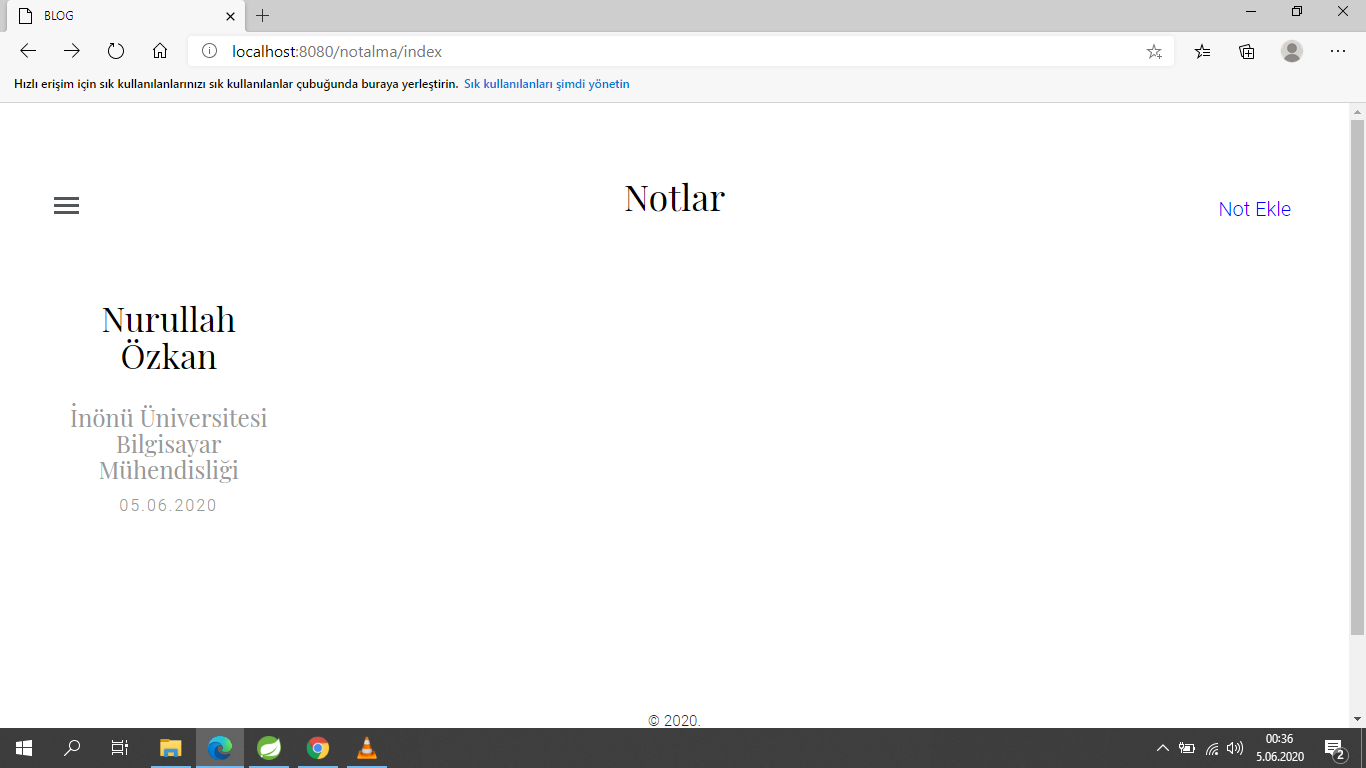 BLOG
localhost:8080/notalma/index
Hızlı erişim için sık kullanılanlarınızı sık kullanılanlar çubuğunda buraya yerleştirin. Sık kullanılanları şimdi yönetin
Notlar
Not Ekle
Nurullah
Özkan
İnönü Üniversitesi
Bilgisayar
Mühendisliği
05.06.2020
© 2020.
00:36
5.06.2020
2